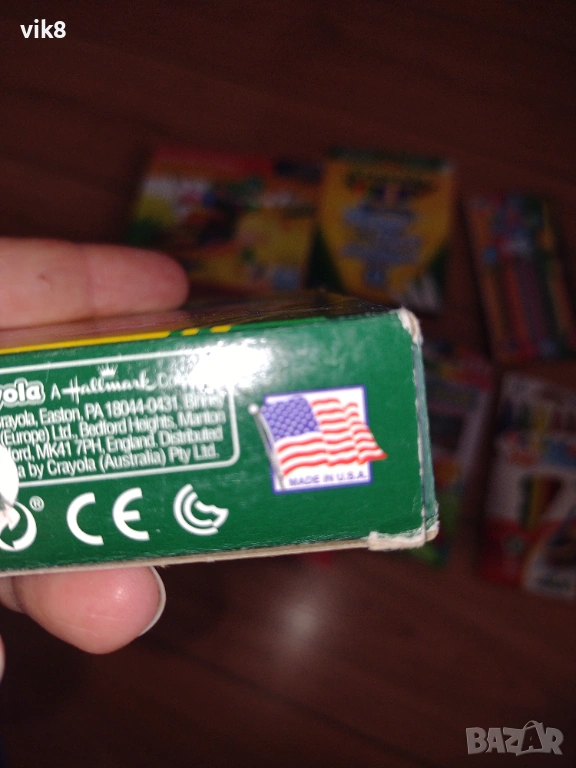 vik8
yola A Hallmark Co
rayola, Easton, PA 18044-0431. Binney
(Europe) Ltd. Bedford Heights, Manton
ford, MK41 7PH, England. Distributed
a by Crayola (Australia) Pty Ltd.
MADE IN U.S.A.
® CE
BAZAR